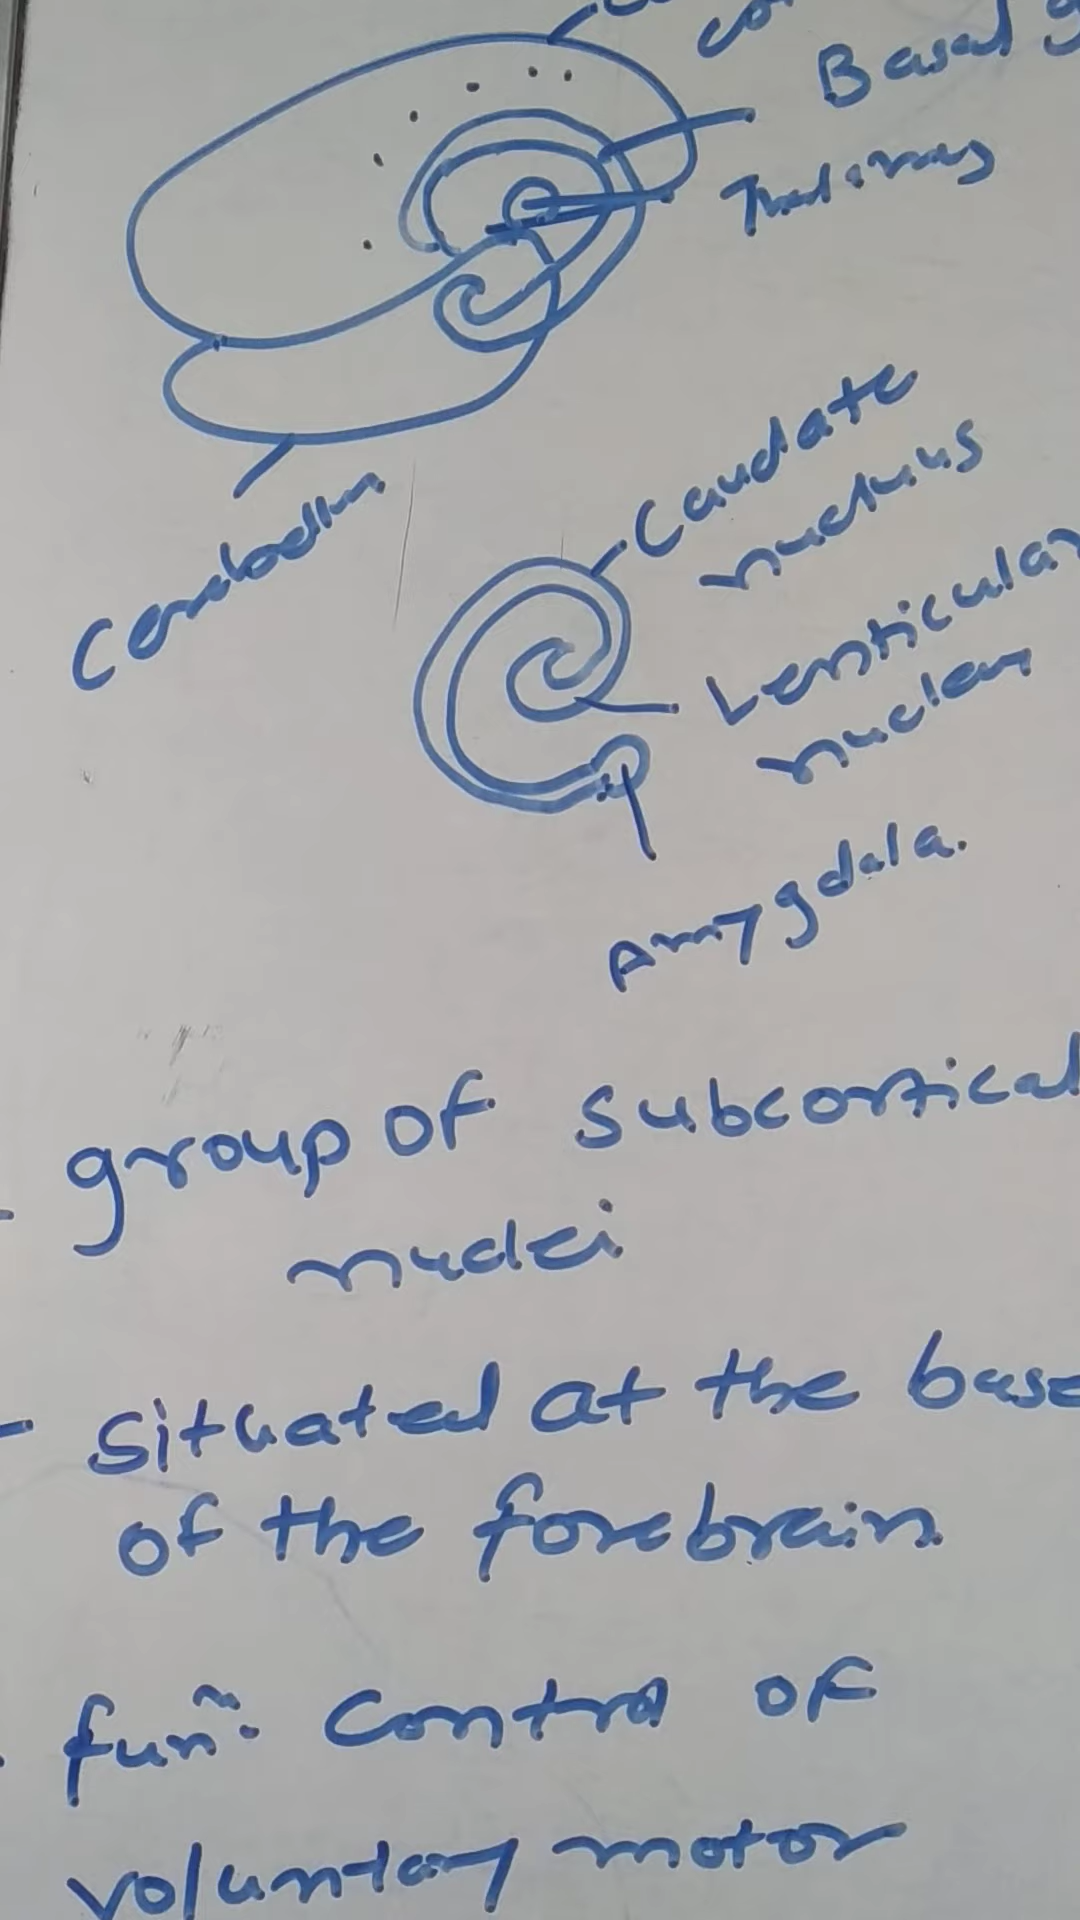 Basal
Thalamus
Caudate
nucleus
Cerebellum
Lenticular
nuclear
Amygdala.
- group of subcortical
nuclei
- situated at the base
of the forebrain
. funⁿ: Control of
voluntary motor